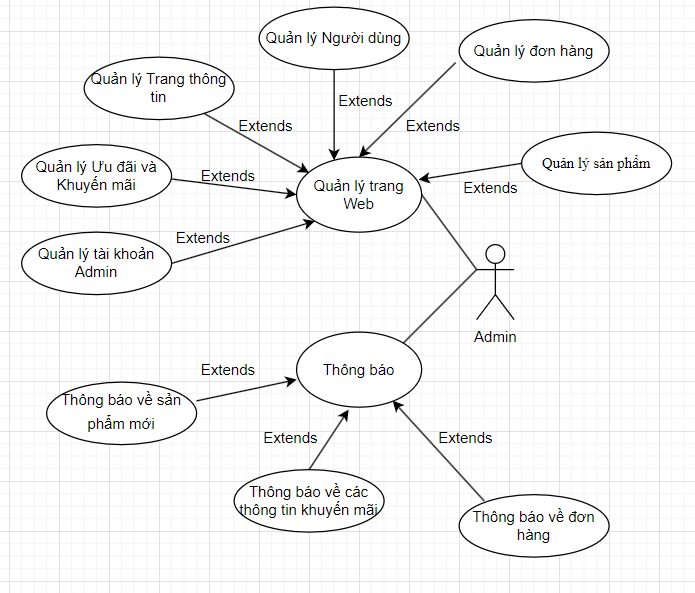 Quản lý Người dùng
Quản lý đơn hàng
Quản lý Trang thông
tin
Extends
Extends
Extends
Quản lý Ưu đãi và
Khuyến mãi
Extends
Quản lý trang
Web
Quản lý sản phẩm
Extends
Extends
Quản lý tài khoản
Admin
Admin
Thông báo
Extends
Thông báo về sản
phẩm mới
Extends
Extends
Thông báo về các
thông tin khuyến mãi
Thông báo về đơn
hàng